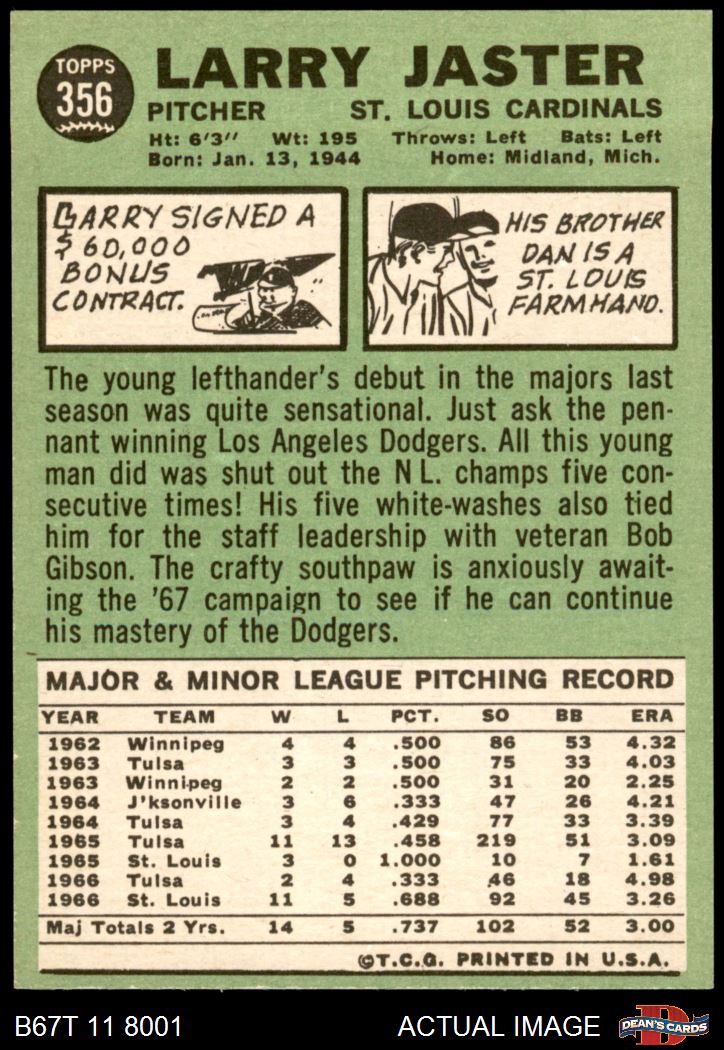 TOPPS
356
LARRY JASTER
PITCHER ST. LOUIS CARDINALS
Ht: 6'3" Wt: 195 Throws: Left Bats: Left
Born: Jan. 13, 1944 Home: Midland, Mich.
LARRY SIGNED A
$60,000
BONUS
CONTRACT.
HIS BROTHER
DAN IS A
ST. LOUIS
FARMHAND.
The young lefthander's debut in the majors last
season was quite sensational. Just ask the pen-
nant winning Los Angeles Dodgers. All this young
man did was shut out the N L. champs five con-
secutive times! His five white-washes also tied
him for the staff leadership with veteran Bob
Gibson. The crafty southpaw is anxiously await-
ing the '67 campaign to see if he can continue
his mastery of the Dodgers.
MAJOR & MINOR LEAGUE PITCHING RECORD
YEAR TEAM W L PCT. SO BB ERA
1962 Winnipeg 4 4 .500 86 53 4.32
1963 Tulsa 3 3 .500 75 33 4.03
1963 Winnipeg 2 2 .500 31 20 2.25
1964 J'ksonville 3 6 .333 47 26 4.21
1964 Tulsa 3 4 .429 77 33 3.39
1965 Tulsa 11 13 .458 219 51 3.09
1965 St. Louis 3 0 1.000 10 7 1.61
1966 Tulsa 2 4 .333 46 18 4.98
1966 St. Louis 11 5 .688 92 45 3.26
Maj Totals 2 Yrs. 14 5 .737 102 52 3.00
©T.C.G. PRINTED IN U.S.A.
B67T 11 8001 ACTUAL IMAGE DEAN'S CARDS